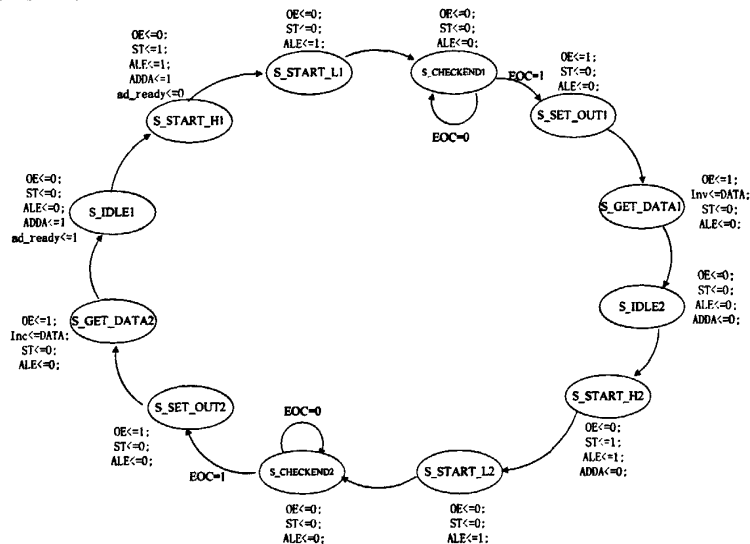 OE<=0;
ST<=1;
ALE<=1;
ADDA<=1
ad_ready<=0
S_START_H1
OE<=0;
ST<=0;
ALE<=1;
S_START_L1
OE<=0;
ST<=0;
ALE<=0;
S_CHECKEND1
EOC=0
EOC=1
OE<=1;
ST<=0;
ALE<=0;
S_SET_OUT1
S_GET_DATA1
OE<=1;
Inv<=DATA;
ST<=0;
ALE<=0;
S_IDLE2
OE<=0;
ST<=0;
ALE<=0;
ADDA<=0;
S_START_H2
OE<=0;
ST<=1;
ALE<=1;
ADDA<=0;
S_START_L2
OE<=0;
ST<=0;
ALE<=1;
EOC=0
S_CHECKEND2
OE<=0;
ST<=0;
ALE<=0;
EOC=1
S_SET_OUT2
OE<=1;
ST<=0;
ALE<=0;
S_GET_DATA2
OE<=1;
Inc<=DATA;
ST<=0;
ALE<=0;
S_IDLE1
OE<=0;
ST<=0;
ALE<=0;
ADDA<=1
ad_ready<=1